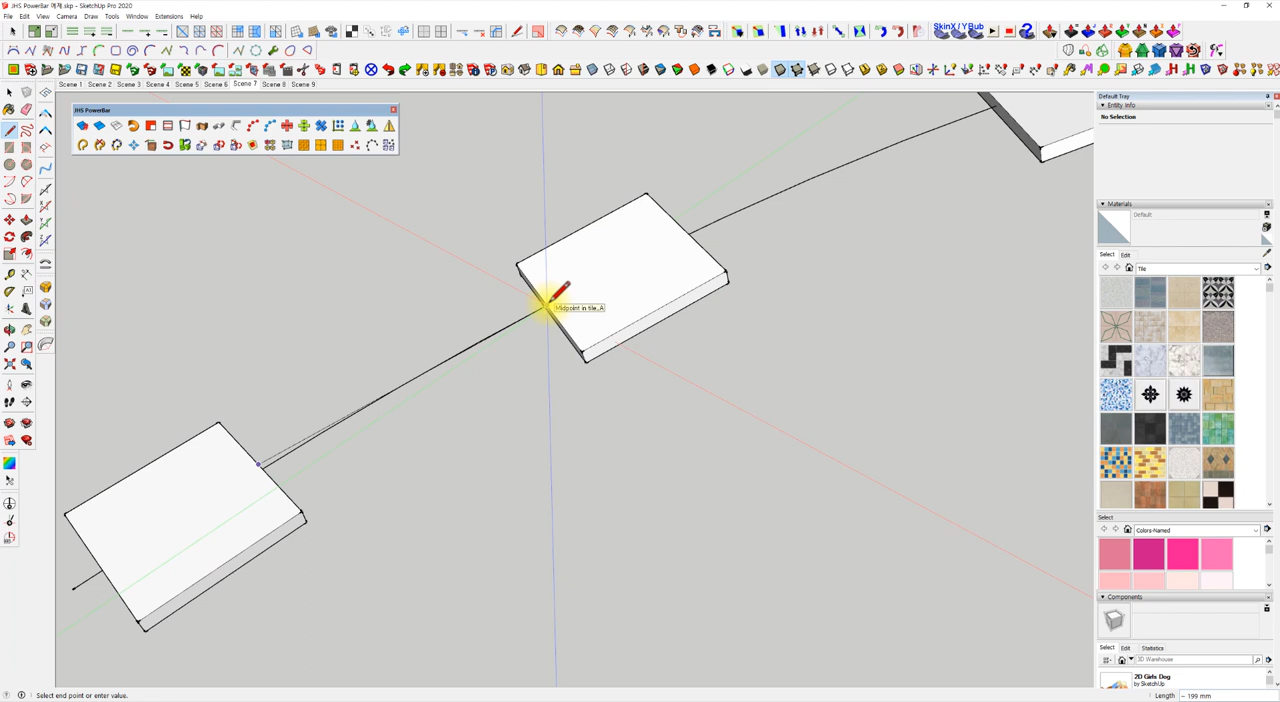 JHS PowerBar 예제.skp - SketchUp Pro 2020
File Edit View Camera Draw Tools Window Extensions Help
SkinX/YBub
Scene 1 Scene 2 Scene 3 Scene 4 Scene 5 Scene 6 Scene 7 Scene 8 Scene 9
JHS PowerBar
Midpoint in tile_A
Default Tray
Entity Info
No Selection
Materials
Default
Select Edit
Tile
Select
Colors-Named
Components
Select Edit Statistics
3D Warehouse
2D Girls Dog
by SketchUp
Select end point or enter value.
Length ~ 199 mm